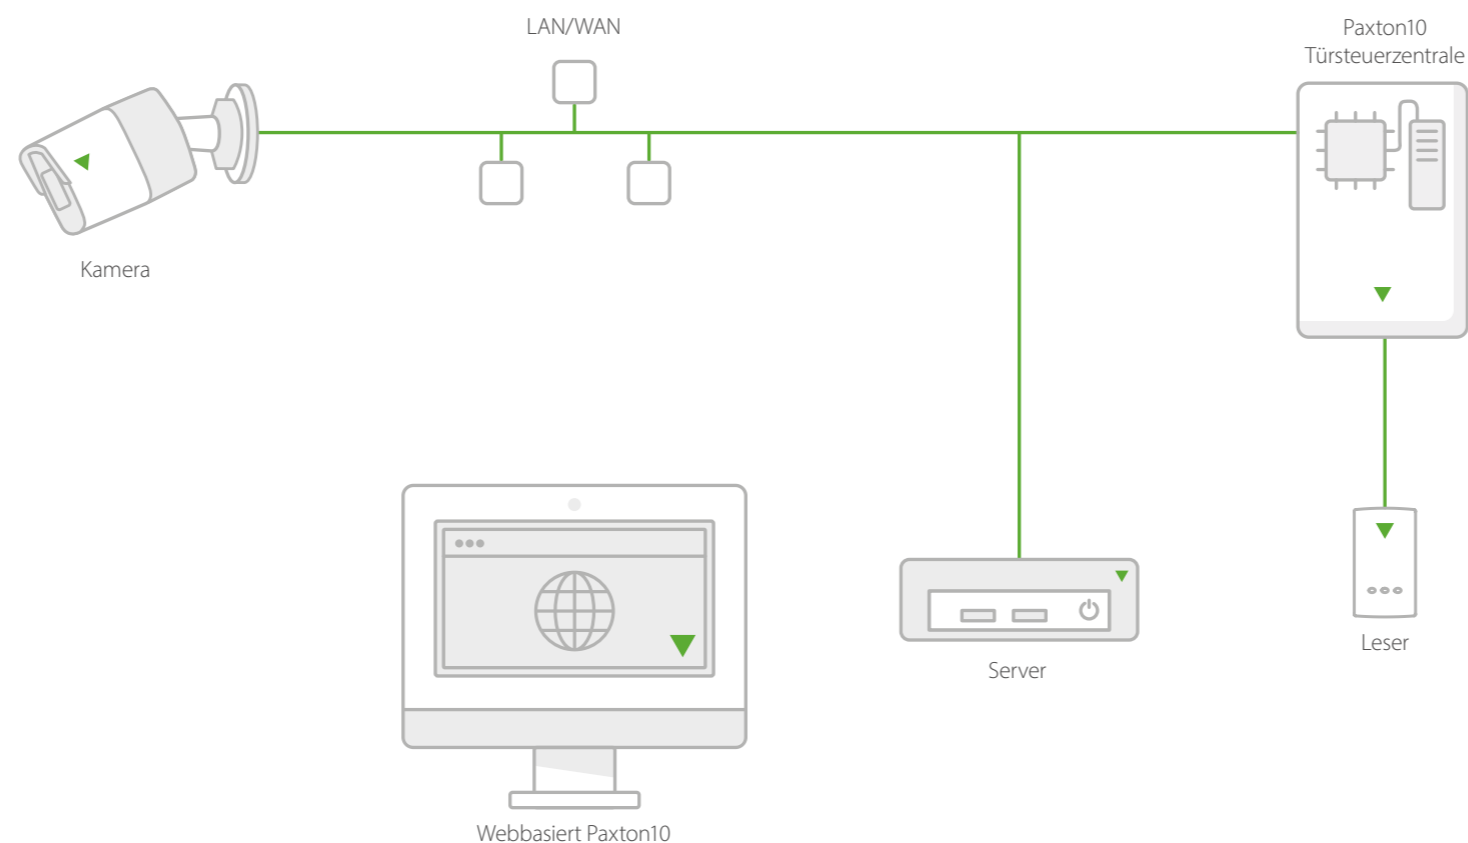 LAN/WAN
Paxton10
Türsteuerzentrale
Kamera
Leser
Server
Webbasiert Paxton10